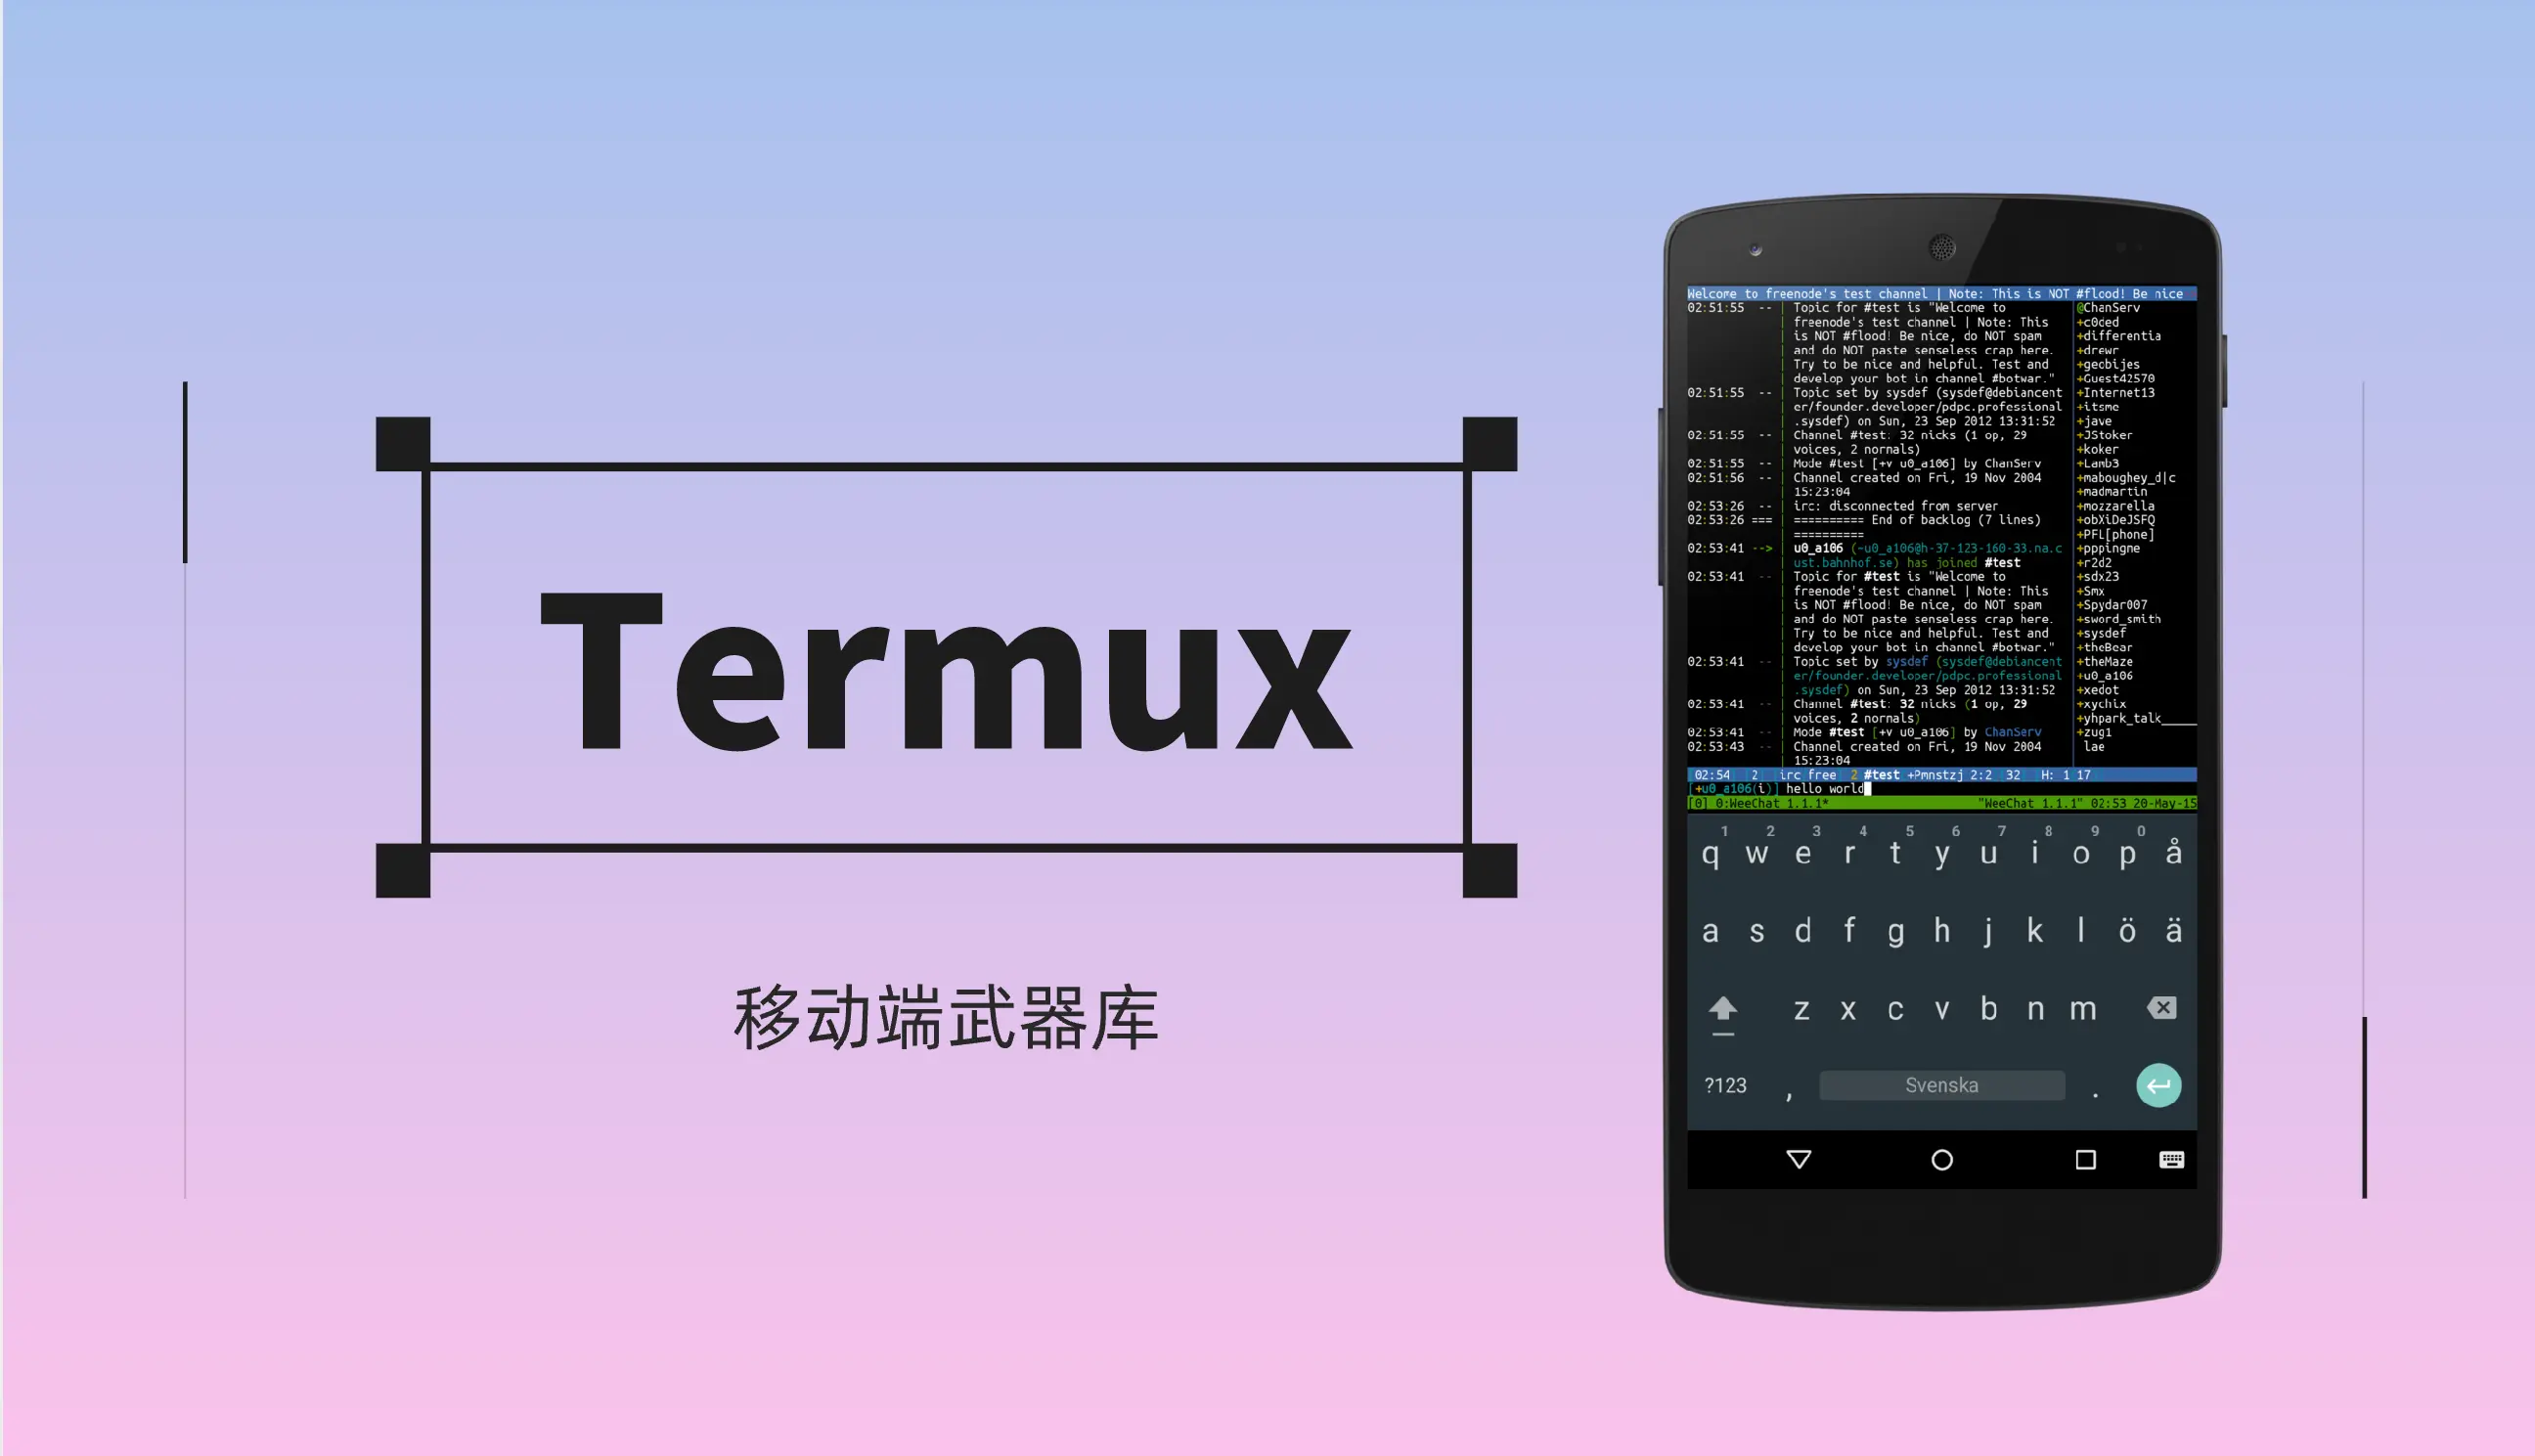 Termux
移动端武器库
Welcome to freenode's test channel | Note: This is NOT #flood! Be nice
02:51:55 -- | Topic for #test is "Welcome to
freenode's test channel | Note: This
is NOT #flood! Be nice, do NOT spam
and do NOT paste senseless crap here.
Try to be nice and helpful. Test and
develop your bot in channel #botwar."
02:51:55 -- | Topic set by sysdef (sysdef@debiancent
er/founder.developer/pdpc.professional
.sysdef) on Sun, 23 Sep 2012 13:31:52
02:51:55 -- | Channel #test: 32 nicks (1 op, 29
voices, 2 normals)
02:51:55 -- | Mode #test [+v u0_a106] by ChanServ
02:51:56 -- | Channel created on Fri, 19 Nov 2004
15:23:04
02:53:26 -- | irc: disconnected from server
02:53:26 === | ========== End of backlog (7 lines)
==========
02:53:41 --> | u0_a106 (~u0_a106@h-37-123-160-33.na.c
ust.bahnhof.se) has joined #test
02:53:41 -- | Topic for #test is "Welcome to
freenode's test channel | Note: This
is NOT #flood! Be nice, do NOT spam
and do NOT paste senseless crap here.
Try to be nice and helpful. Test and
develop your bot in channel #botwar."
02:53:41 -- | Topic set by sysdef (sysdef@debiancent
er/founder.developer/pdpc.professional
.sysdef) on Sun, 23 Sep 2012 13:31:52
02:53:41 -- | Channel #test: 32 nicks (1 op, 29
voices, 2 normals)
02:53:41 -- | Mode #test [+v u0_a106] by ChanServ
02:53:43 -- | Channel created on Fri, 19 Nov 2004
15:23:04
@ChanServ
+c0ded
+differentia
+drewr
+geobijes
+Guest42570
+Internet13
+itsme
+jave
+JStoker
+koker
+Lamb3
+maboughey_d|c
+madmartin
+mozzarella
+obXiDeJSFQ
+PFL[phone]
+pppingme
+r2d2
+sdx23
+Smx
+Spydar007
+sword_smith
+sysdef
+theBear
+theMaze
+u0_a106
+xedot
+xychix
+yhpark_talk_____
+zug1
lae
[02:54] [2] [irc free] 2 #test +Pmnstzj 2:2 [32] [H: 1 17]
[+u0_a106(i)] hello world
[0] 0:WeeChat 1.1.1* "WeeChat 1.1.1" 02:53 20-May-15
1 2 3 4 5 6 7 8 9 0
q w e r t y u i o p å
a s d f g h j k l ö ä
z x c v b n m
?123 , Svenska .